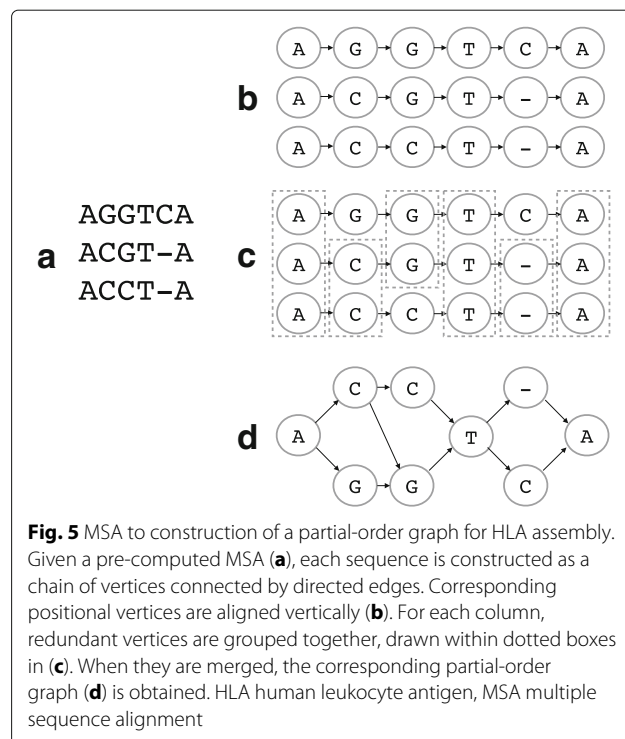 A G G T C A
b
A C G T – A
A C C T – A
a
AGGTCA
ACGT–A
ACCT–A
c
A G G T C A
A C G T – A
A C C T – A
d
C C –
A T A
G G C
Fig. 5 MSA to construction of a partial-order graph for HLA assembly.
Given a pre-computed MSA (a), each sequence is constructed as a
chain of vertices connected by directed edges. Corresponding
positional vertices are aligned vertically (b). For each column,
redundant vertices are grouped together, drawn within dotted boxes
in (c). When they are merged, the corresponding partial-order
graph (d) is obtained. HLA human leukocyte antigen, MSA multiple
sequence alignment